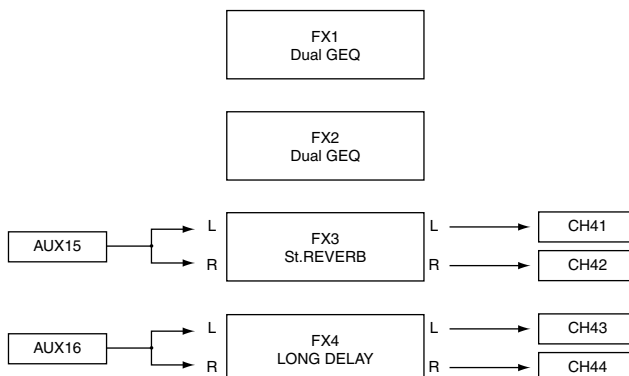 FX1
Dual GEQ
FX2
Dual GEQ
AUX15
L
R
FX3
St.REVERB
L
R
CH41
CH42
AUX16
L
R
FX4
LONG DELAY
L
R
CH43
CH44